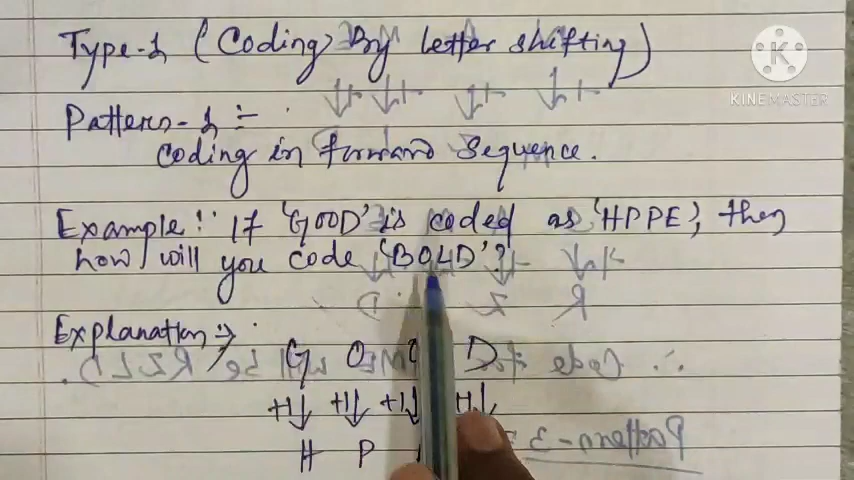 Type-1 (Coding By letter shifting)
KINEMASTER
Pattern-1 :-
Coding in forward sequence.
Example: If 'GOOD' is coded as 'HPPE', then
how will you code 'BOLD'?
Explanation :-
G O O D
+1↓ +1↓ +1↓ +1↓
H P